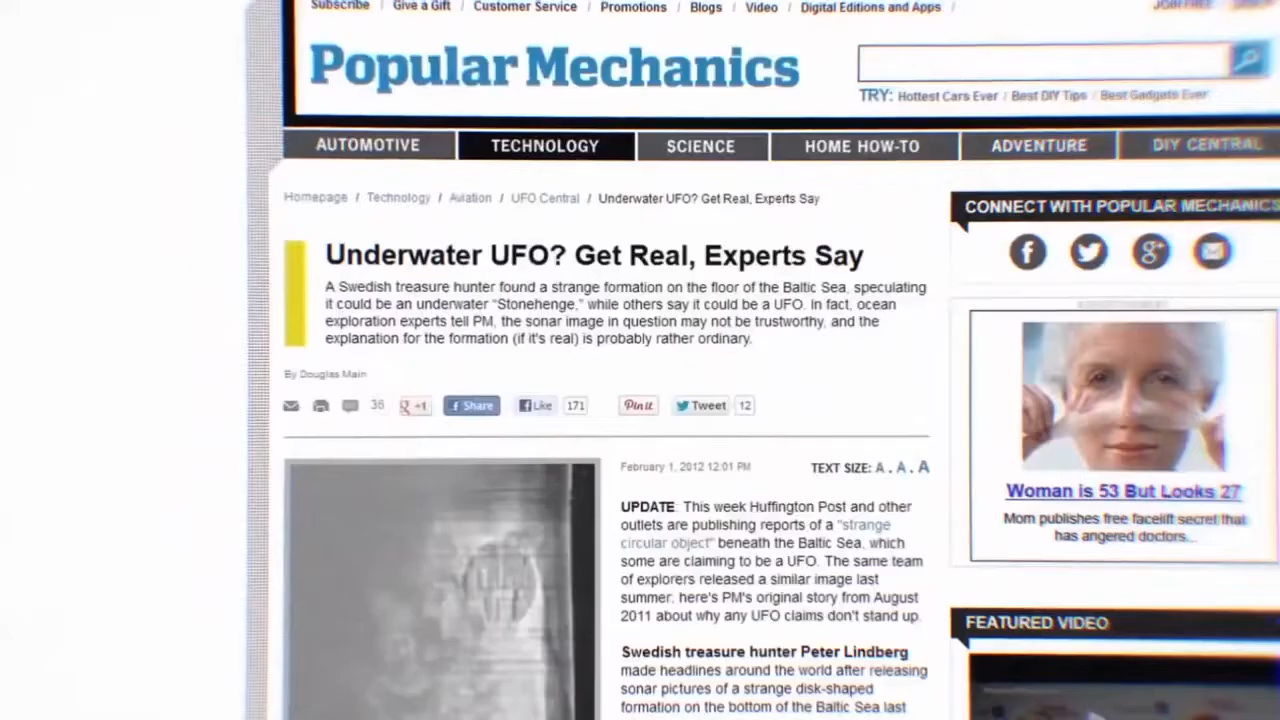 Subscribe / Give a Gift / Customer Service / Promotions / Blogs / Video / Digital Editions and Apps /
Popular Mechanics
TRY: Hottest Cars Ever / Best DIY Tips / Best Gadgets Ever
AUTOMOTIVE TECHNOLOGY SCIENCE HOME HOW-TO ADVENTURE DIY CENTRAL
Homepage / Technology / Aviation / UFO Central / Underwater UFO? Get Real, Experts Say
Underwater UFO? Get Real, Experts Say
A Swedish treasure hunter found a strange formation on the floor of the Baltic Sea, speculating
it could be an underwater "Stonehenge," while others say it could be a UFO. In fact, ocean
exploration experts tell PM, the sonar image in question may not be trustworthy, and the
explanation for the formation (if it's real) is probably rather ordinary.
By Douglas Main
36 +1 f Share Like 171 Pin it Tweet 12
February 1, 2012 12:01 PM TEXT SIZE: A . A . A
UPDATE: This week Huffington Post and other
outlets are publishing reports of a "strange
circular object" beneath the Baltic Sea, which
some are claiming to be a UFO. The same team
of explorers released a similar image last
summer. here's PM's original story from August
2011 about why any UFO claims don't stand up.
Swedish treasure hunter Peter Lindberg
made headlines around the world after releasing
sonar pictures of a strange disk-shaped
formation on the bottom of the Baltic Sea last
CONNECT WITH POPULAR MECHANICS
Woman is 53 But Looks 27
Mom publishes free facelift secret that
has angered doctors...
FEATURED VIDEO